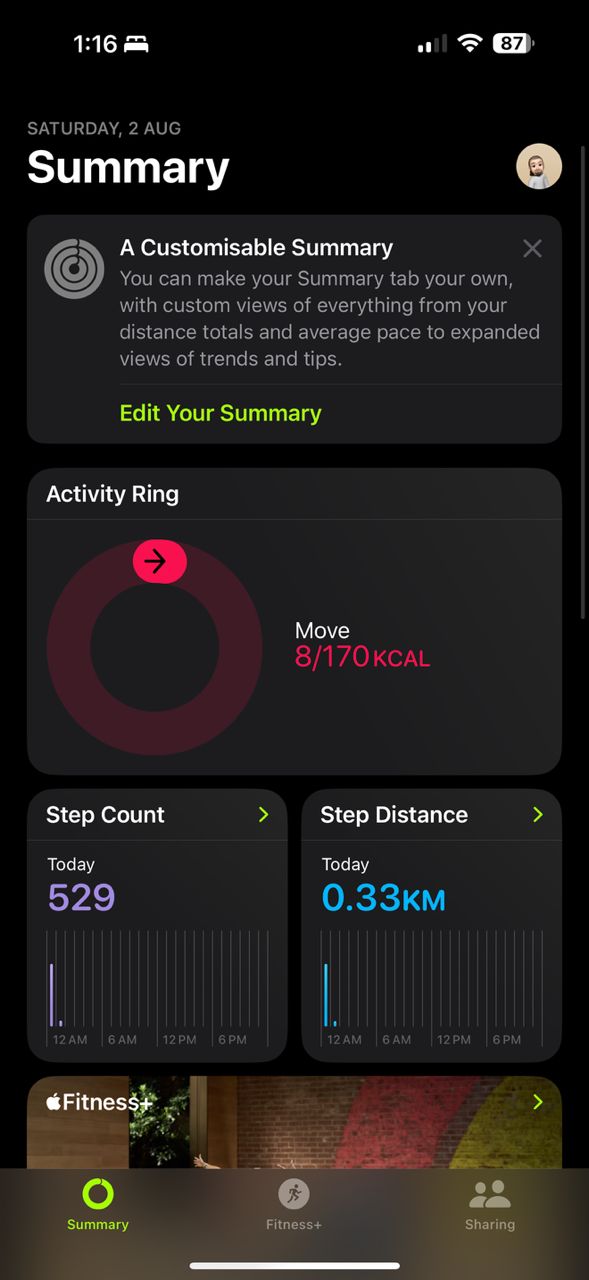 1:16
87
SATURDAY, 2 AUG
Summary
A Customisable Summary
You can make your Summary tab your own,
with custom views of everything from your
distance totals and average pace to expanded
views of trends and tips.
Edit Your Summary
Activity Ring
Move
8/170KCAL
Step Count
Today
529
12 AM 6 AM 12 PM 6 PM
Step Distance
Today
0.33KM
12 AM 6 AM 12 PM 6 PM
Fitness+
Summary
Fitness+
Sharing